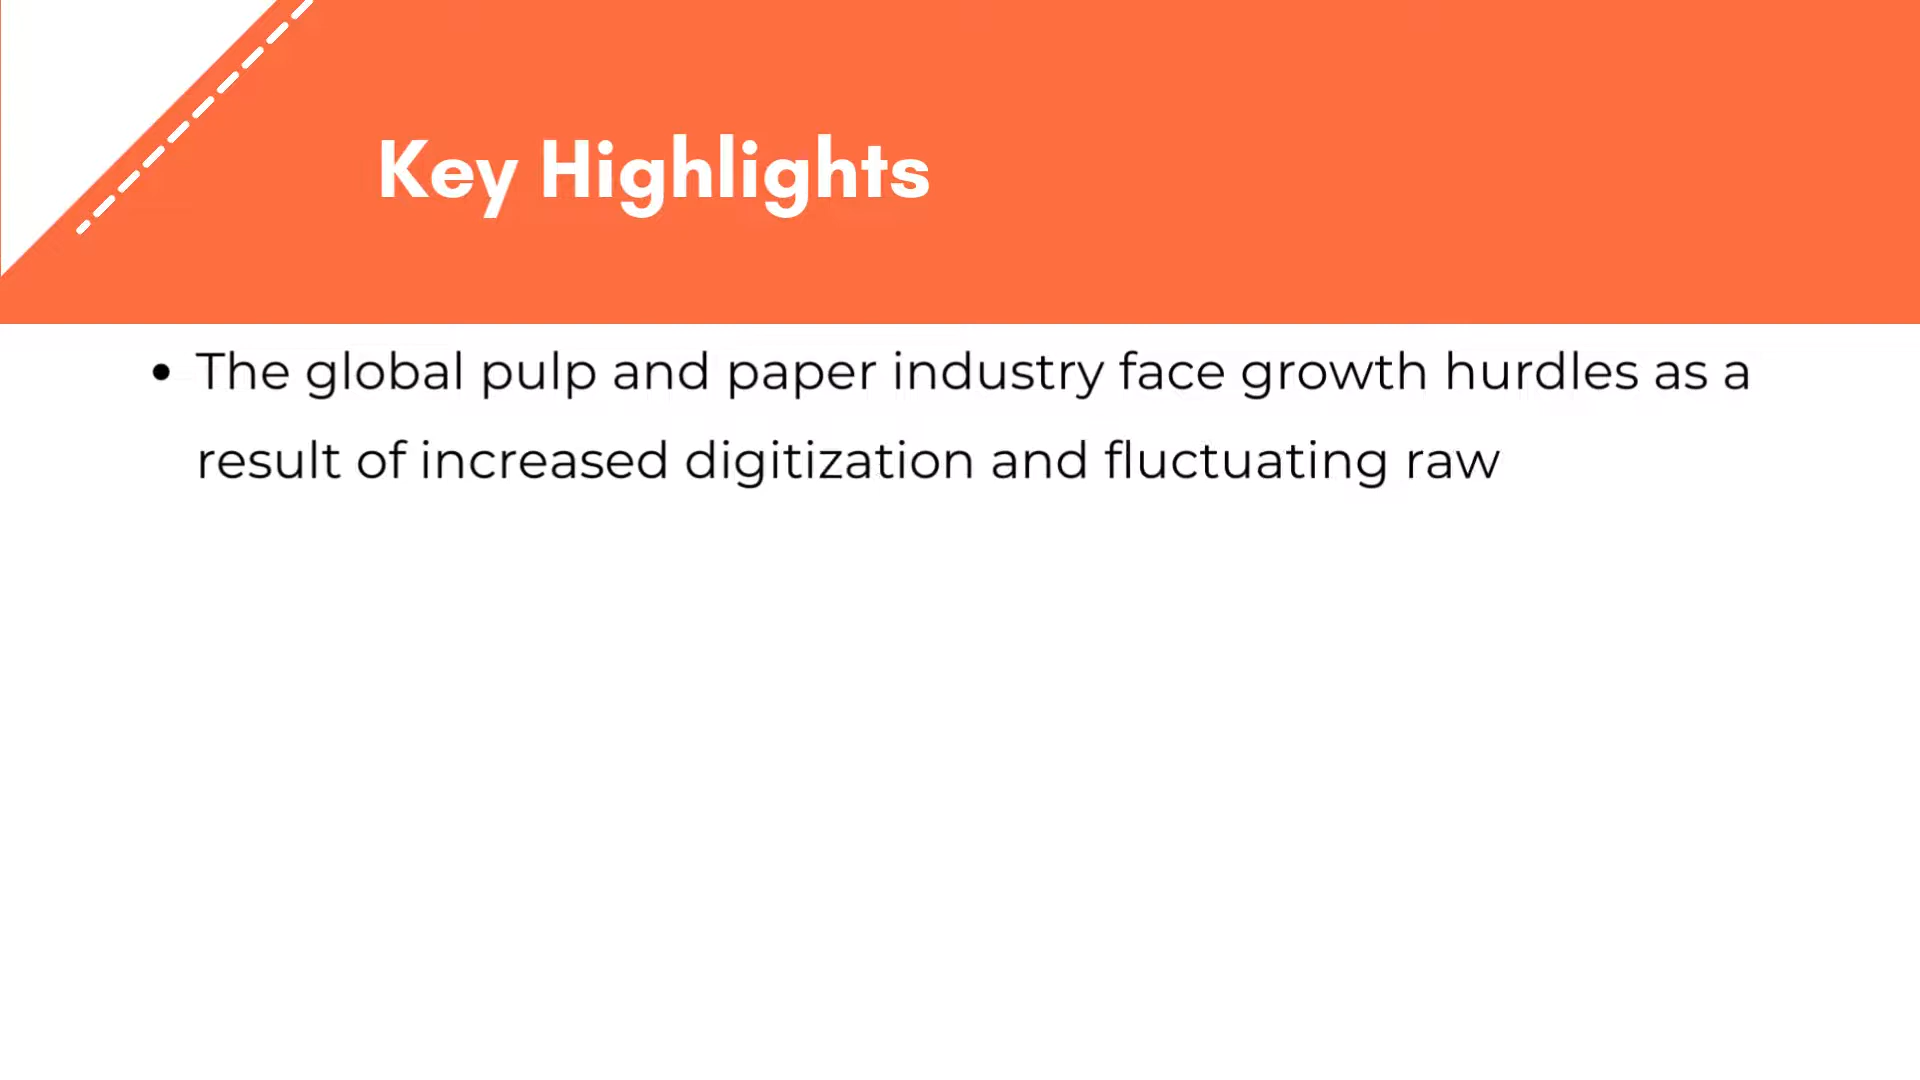 Key Highlights
• The global pulp and paper industry face growth hurdles as a
result of increased digitization and fluctuating raw